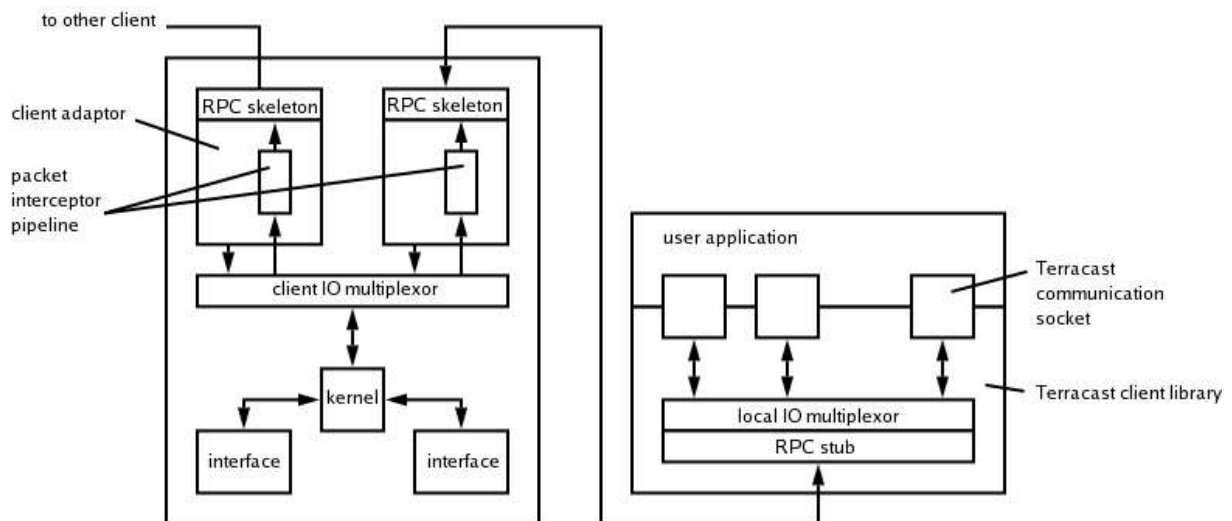 to other client
RPC skeleton
RPC skeleton
client adaptor
packet
interceptor
pipeline
client IO multiplexor
kernel
interface
interface
user application
Terracast
communication
socket
Terracast client library
local IO multiplexor
RPC stub